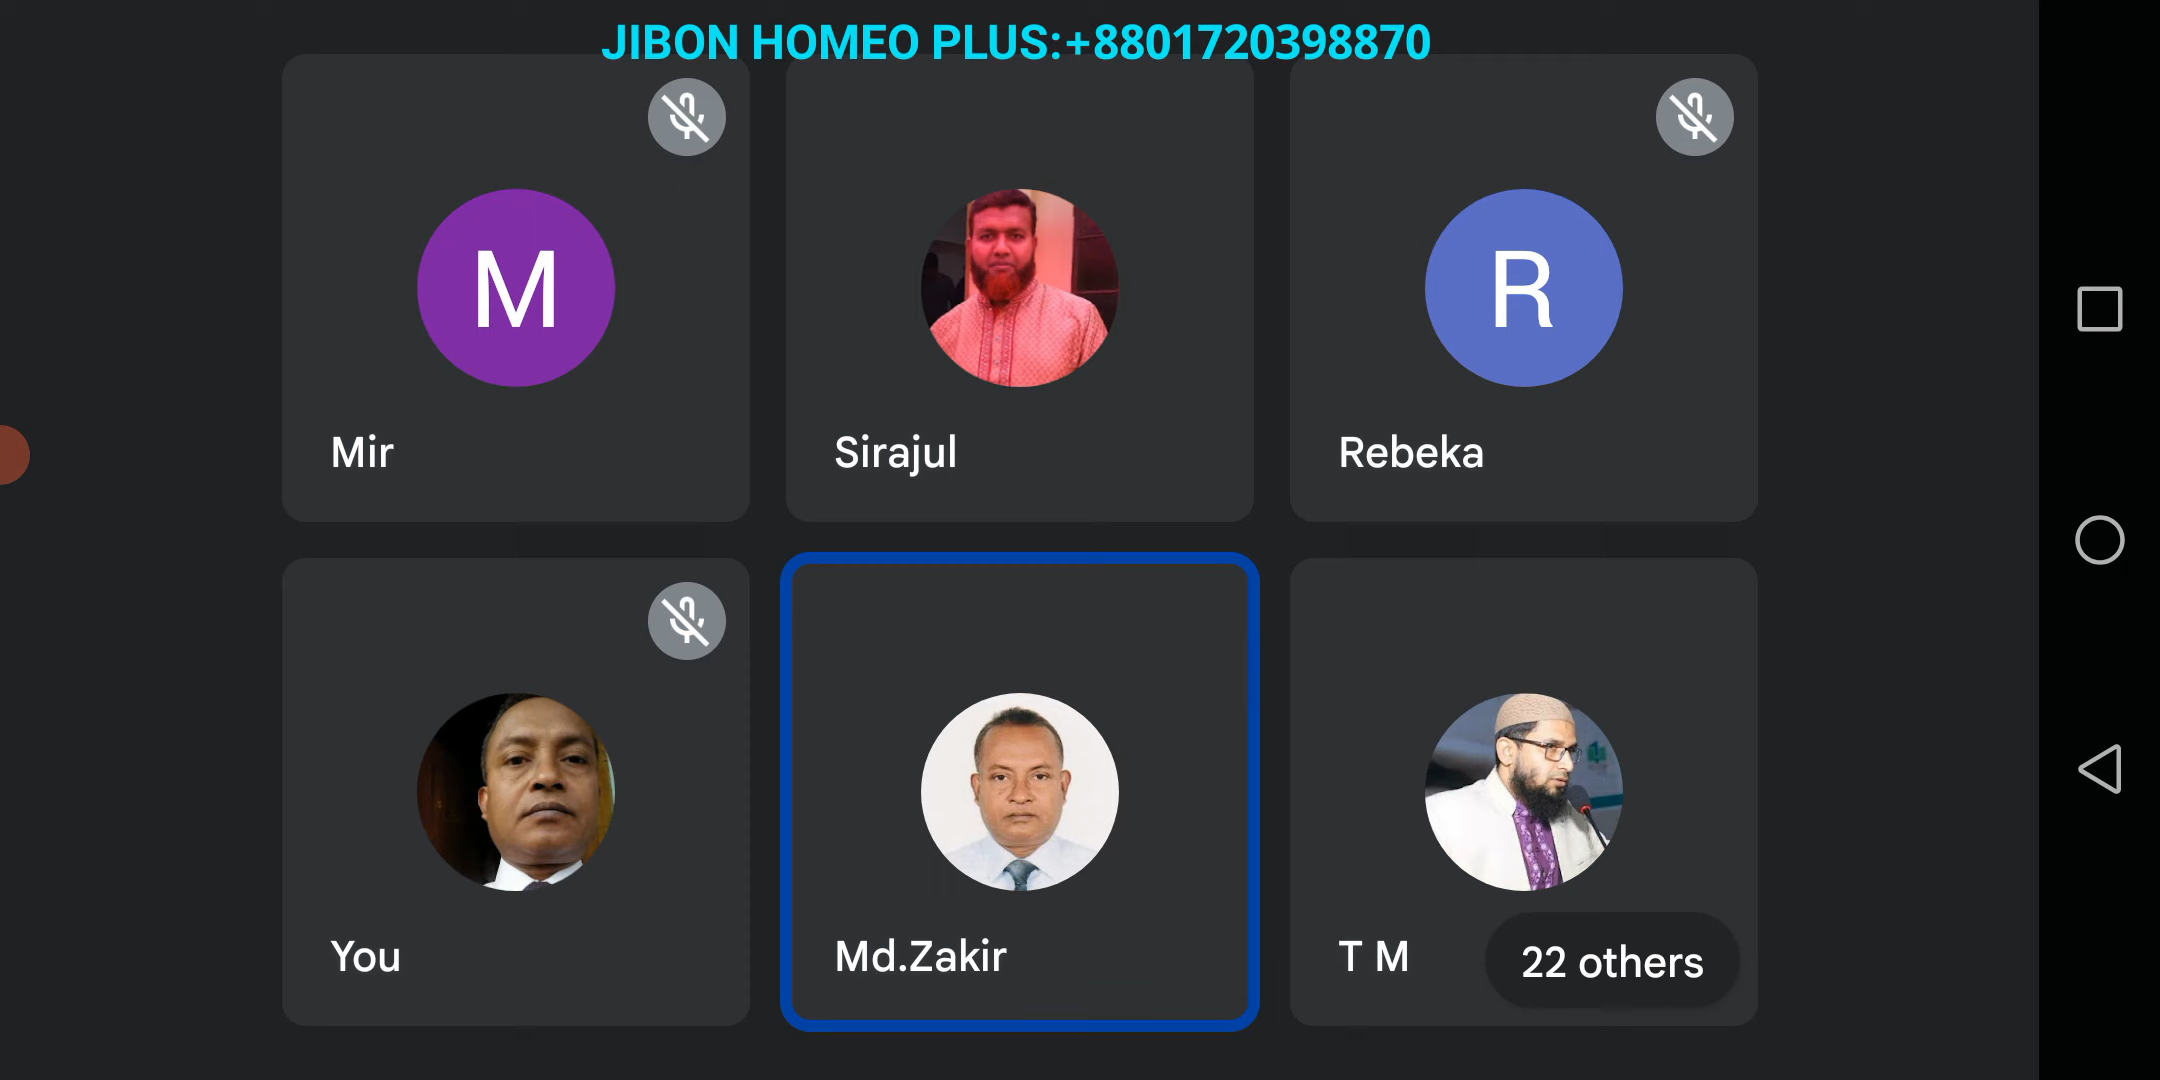 JIBON HOMEO PLUS:+8801720398870
M
R
Mir
Sirajul
Rebeka
You
Md.Zakir
T M
22 others